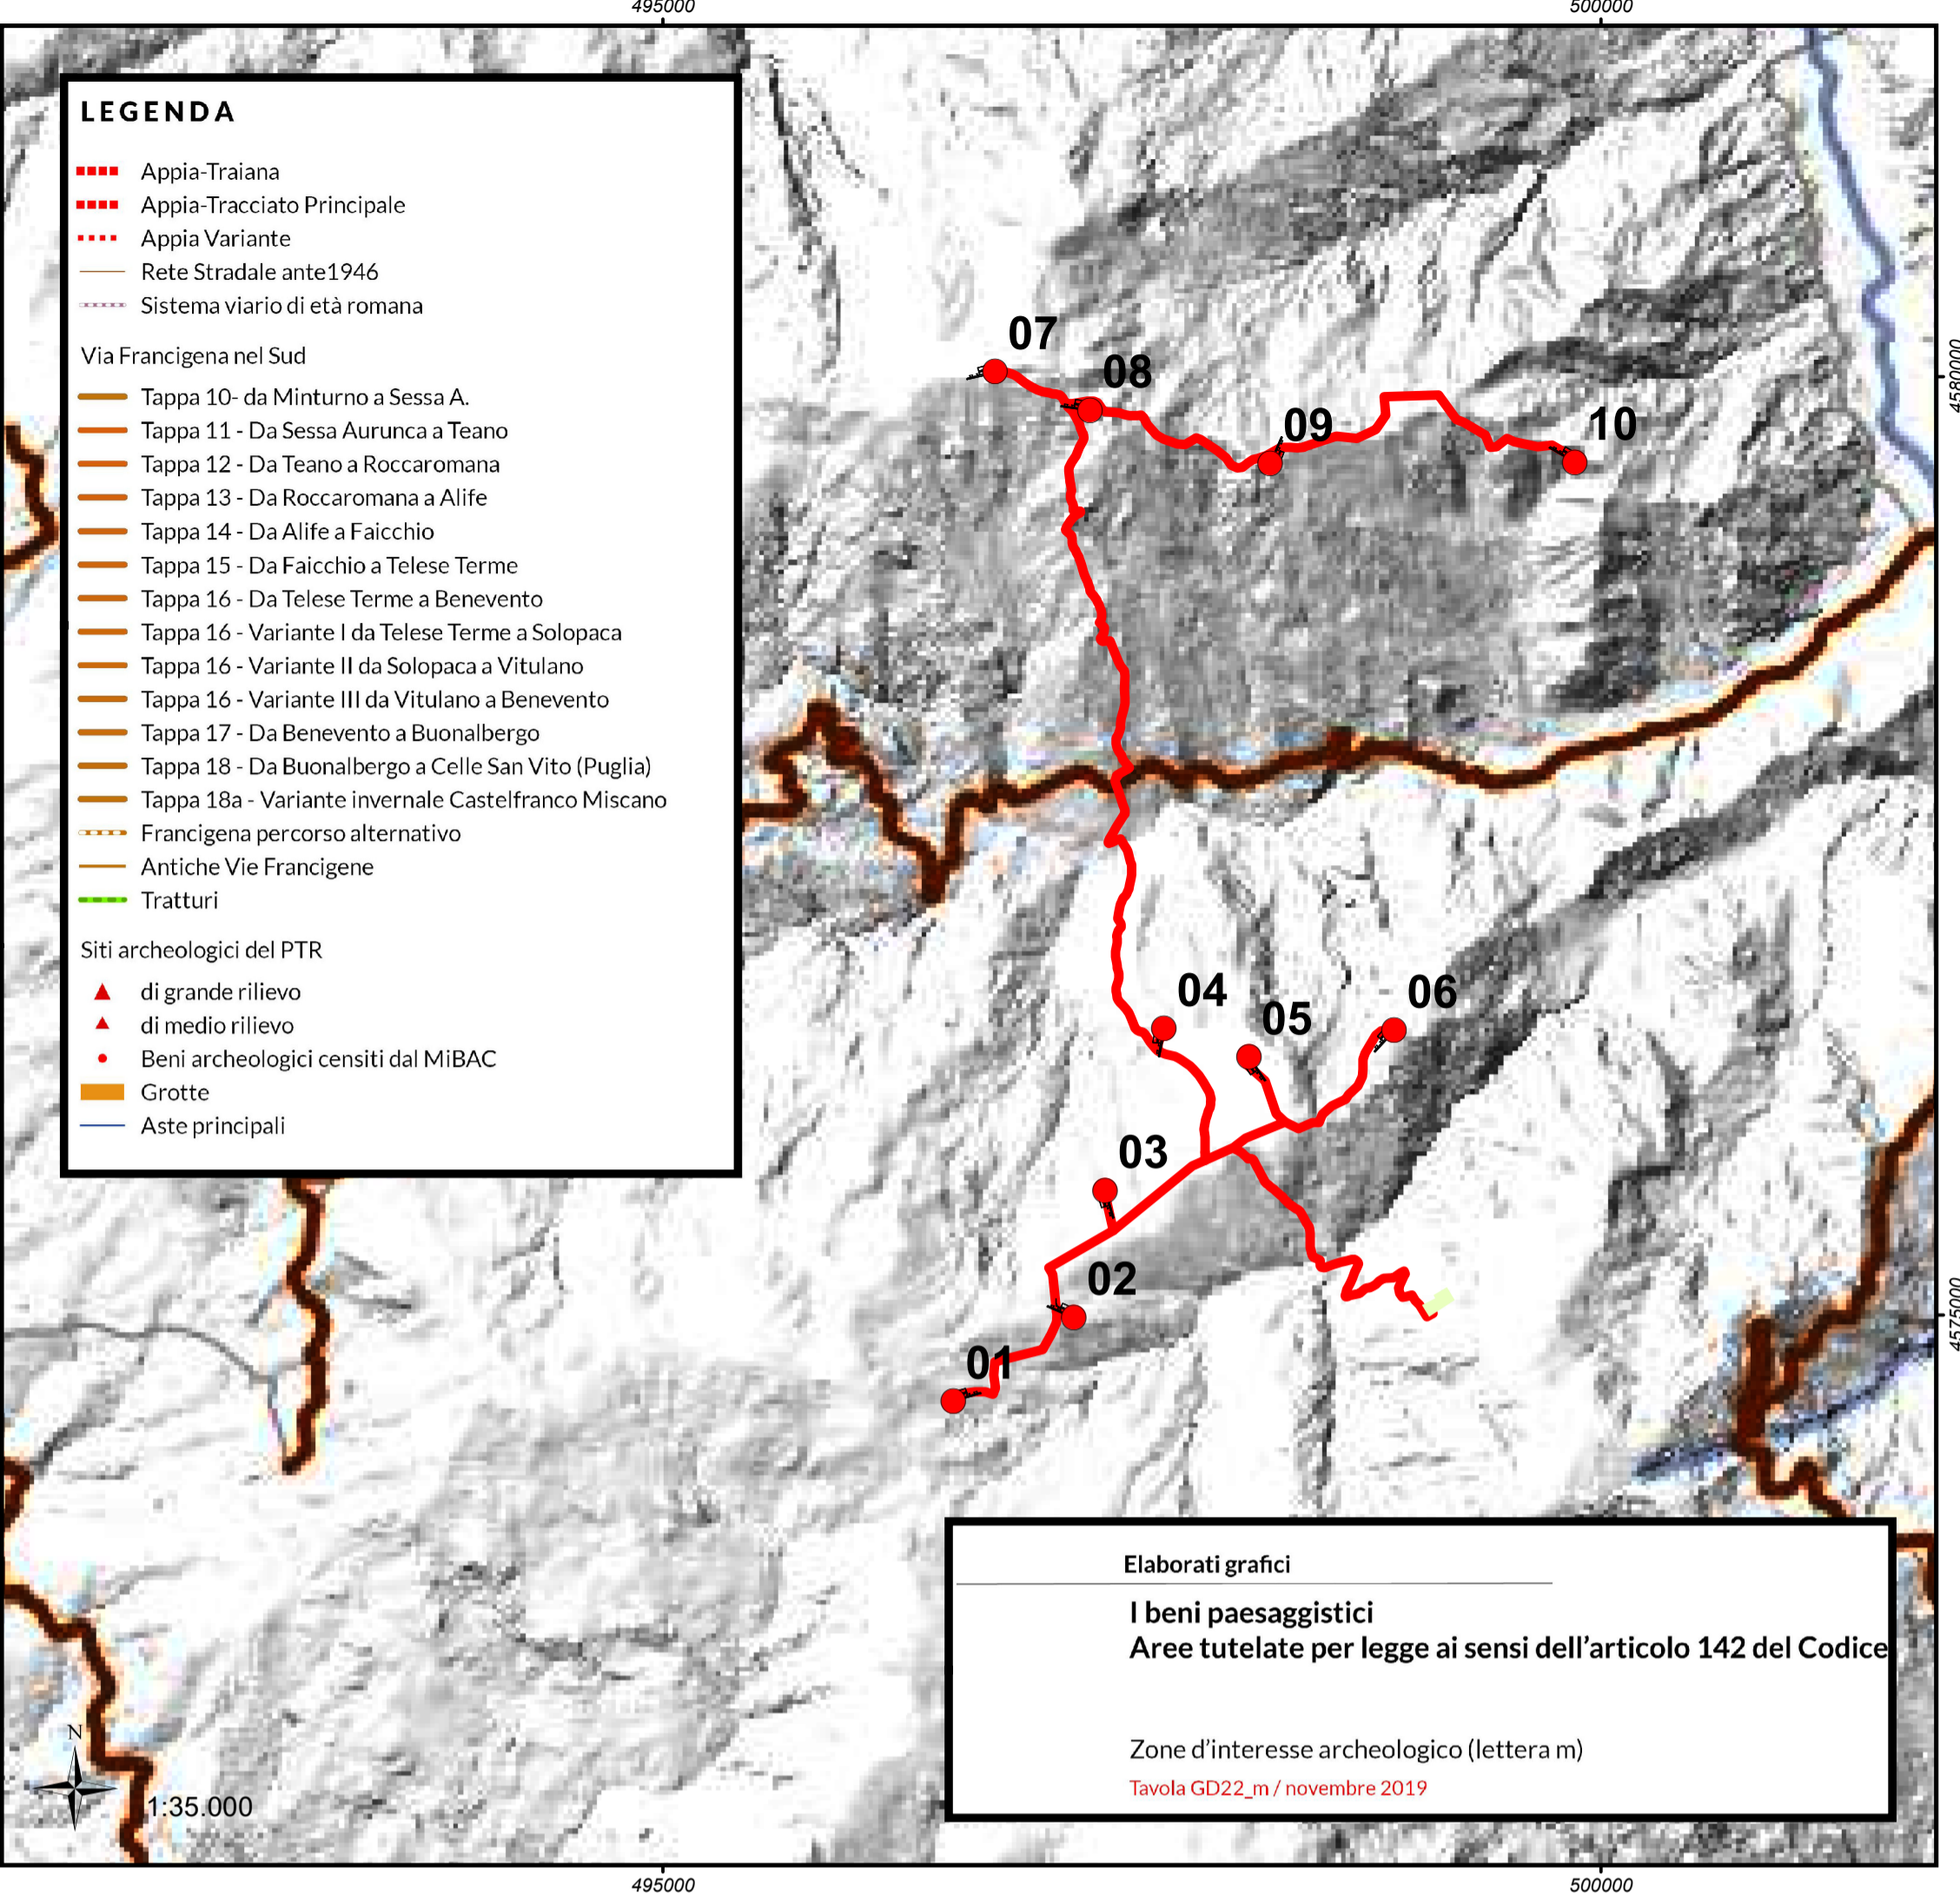 495000
500000
LEGENDA
Appia-Traiana
Appia-Tracciato Principale
Appia Variante
Rete Stradale ante1946
Sistema viario di età romana
Via Francigena nel Sud
Tappa 10- da Minturno a Sessa A.
Tappa 11 - Da Sessa Aurunca a Teano
Tappa 12 - Da Teano a Roccaromana
Tappa 13 - Da Roccaromana a Alife
Tappa 14 - Da Alife a Faicchio
Tappa 15 - Da Faicchio a Telese Terme
Tappa 16 - Da Telese Terme a Benevento
Tappa 16 - Variante I da Telese Terme a Solopaca
Tappa 16 - Variante II da Solopaca a Vitulano
Tappa 16 - Variante III da Vitulano a Benevento
Tappa 17 - Da Benevento a Buonalbergo
Tappa 18 - Da Buonalbergo a Celle San Vito (Puglia)
Tappa 18a - Variante invernale Castelfranco Miscano
Francigena percorso alternativo
Antiche Vie Francigene
Tratturi
Siti archeologici del PTR
di grande rilievo
di medio rilievo
Beni archeologici censiti dal MiBAC
Grotte
Aste principali
07
08
09
10
4580000
04
05
06
03
02
01
4575000
Elaborati grafici
I beni paesaggistici
Aree tutelate per legge ai sensi dell'articolo 142 del Codice
Zone d'interesse archeologico (lettera m)
Tavola GD22_m / novembre 2019
N
1:35.000
495000
500000